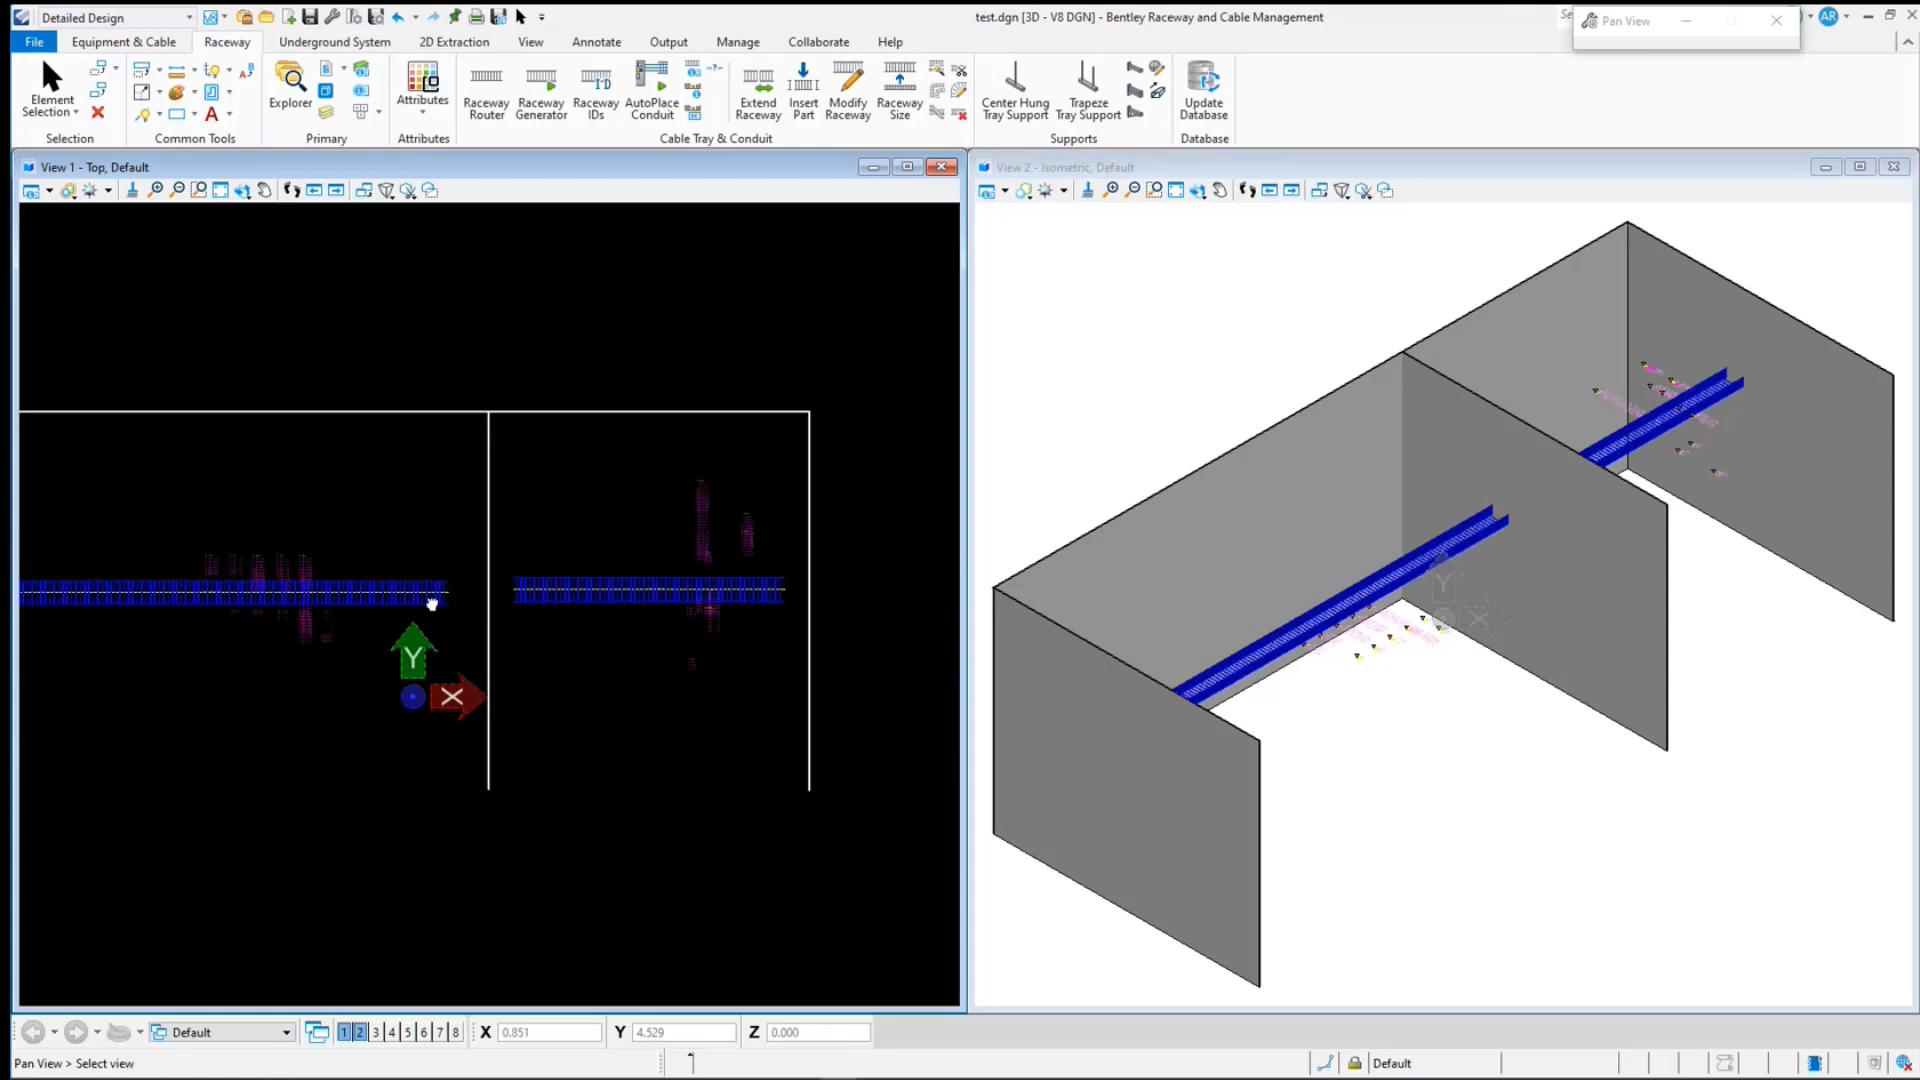 Detailed Design
test.dgn [3D - V8 DGN] - Bentley Raceway and Cable Management
Se
Pan View
AR
File
Equipment & Cable
Raceway
Underground System
2D Extraction
View
Annotate
Output
Manage
Collaborate
Help
Element
Selection
Explorer
Attributes
Raceway
Router
Raceway
Generator
Raceway
IDs
AutoPlace
Conduit
Extend
Raceway
Insert
Part
Modify
Raceway
Raceway
Size
Center Hung
Tray Support
Trapeze
Tray Support
Update
Database
Selection
Common Tools
Primary
Attributes
Cable Tray & Conduit
Supports
Database
View 1 - Top, Default
View 2 - Isometric, Default
Y
X
Y
X
Default
1 2 3 4 5 6 7 8
X 0.851
Y 4.529
Z 0.000
Pan View > Select view
Default